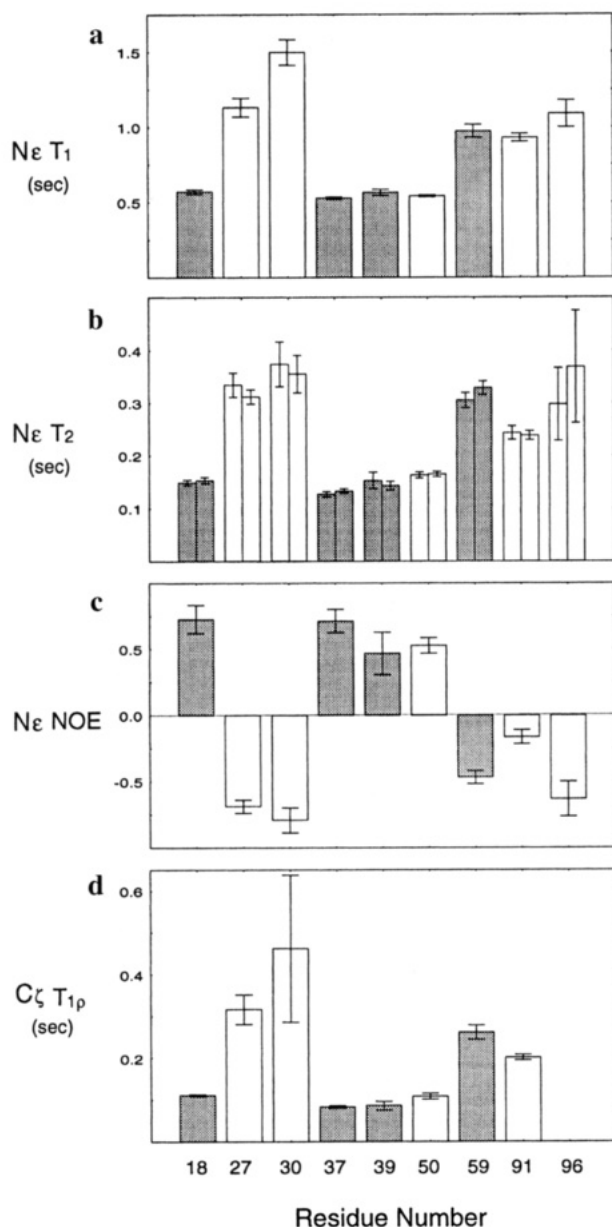 a
1.5
1.0
0.5
Nε T1
(sec)
b
0.4
0.3
0.2
0.1
Nε T2
(sec)
c
0.5
0.0
-0.5
Nε NOE
d
0.6
0.4
0.2
Cζ T1ρ
(sec)
18 27 30 37 39 50 59 91 96
Residue Number